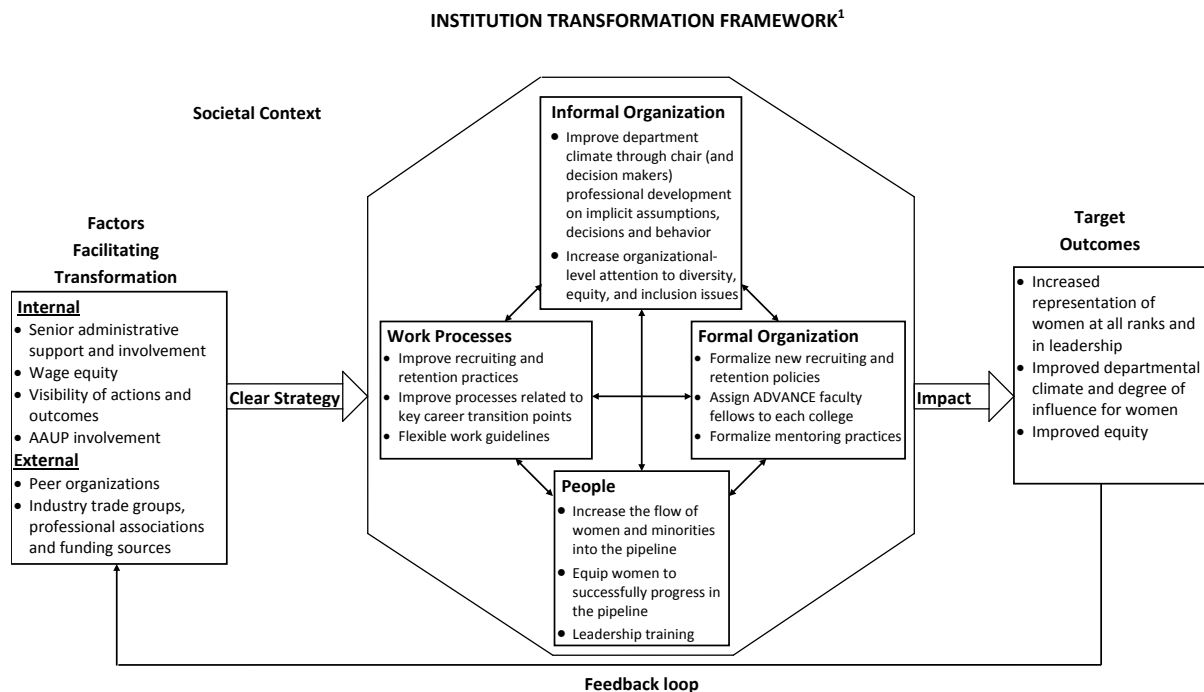 INSTITUTION TRANSFORMATION FRAMEWORK1
Societal Context
Factors
Facilitating
Transformation
Internal
• Senior administrative
support and involvement
• Wage equity
• Visibility of actions and
outcomes
• AAUP involvement
External
• Peer organizations
• Industry trade groups,
professional associations
and funding sources
Clear Strategy
Informal Organization
• Improve department
climate through chair (and
decision makers)
professional development
on implicit assumptions,
decisions and behavior
• Increase organizational-
level attention to diversity,
equity, and inclusion issues
Work Processes
• Improve recruiting and
retention practices
• Improve processes related to
key career transition points
• Flexible work guidelines
Formal Organization
• Formalize new recruiting and
retention policies
• Assign ADVANCE faculty
fellows to each college
• Formalize mentoring practices
People
• Increase the flow of
women and minorities
into the pipeline
• Equip women to
successfully progress in
the pipeline
• Leadership training
Impact
Target
Outcomes
• Increased
representation of
women at all ranks and
in leadership
• Improved departmental
climate and degree of
influence for women
• Improved equity
Feedback loop